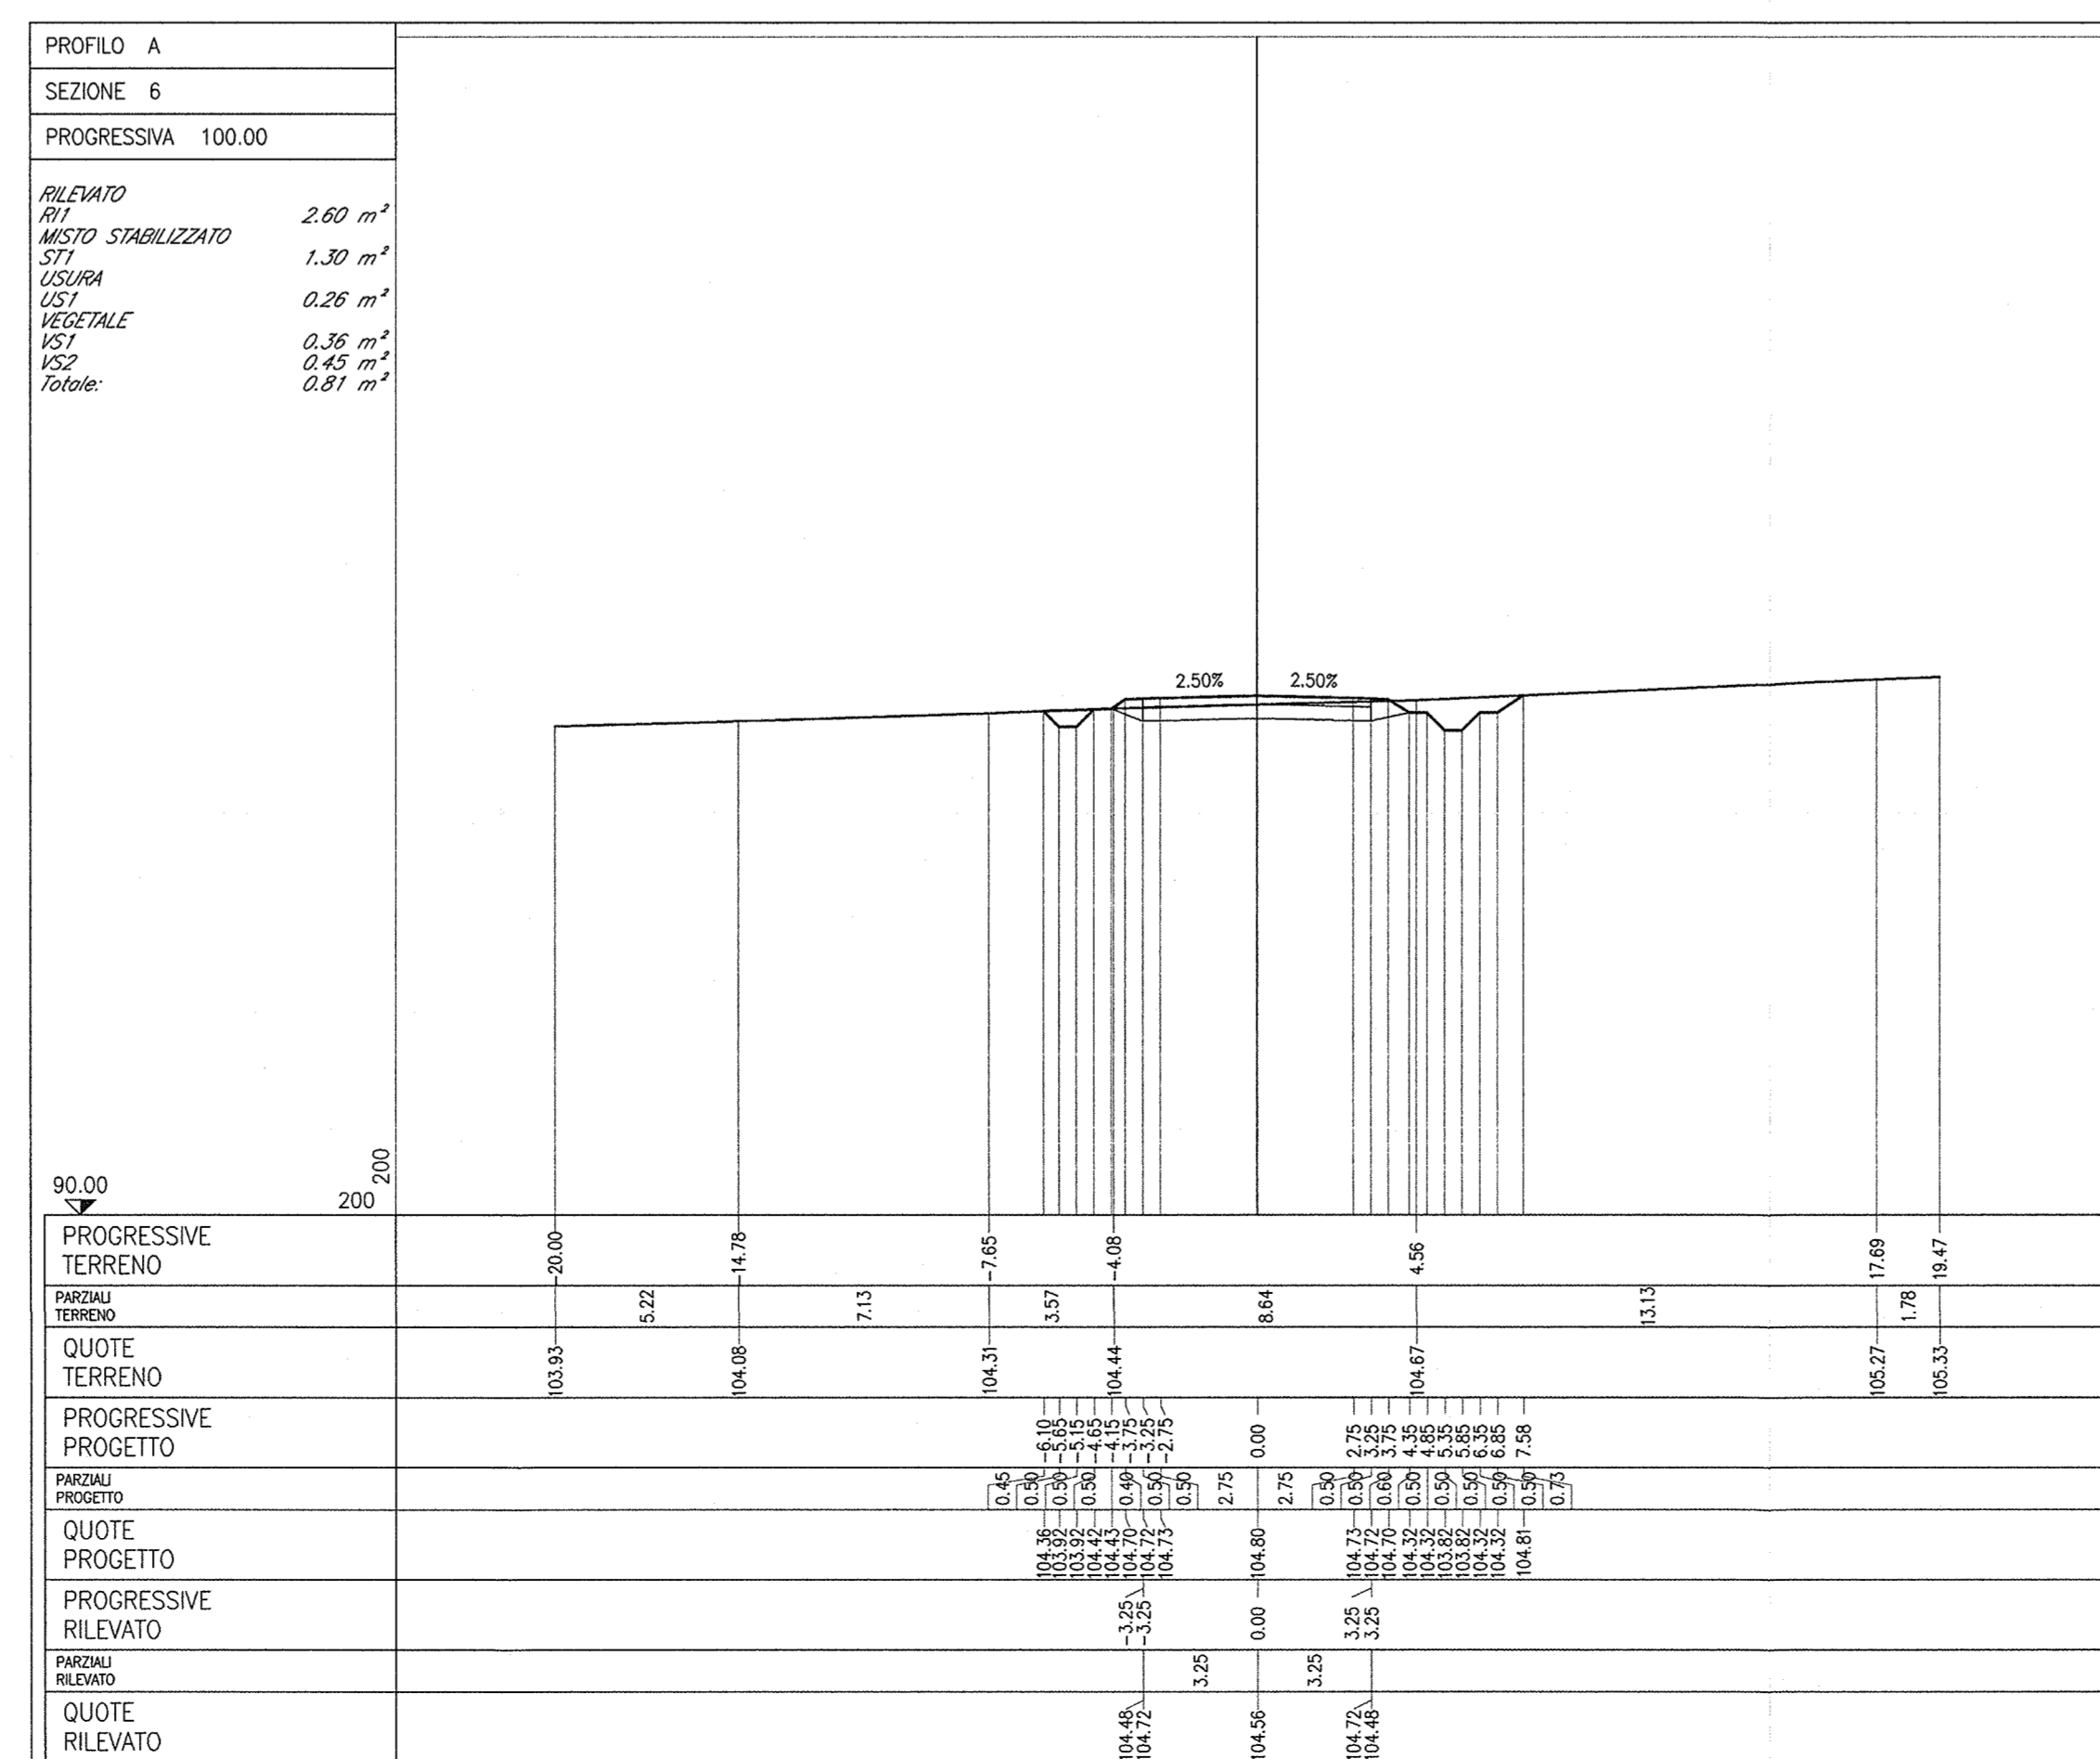 PROFILO A
SEZIONE 6
PROGRESSIVA 100.00
RILEVATO
RI1 2.60 m²
MISTO STABILIZZATO
ST1 1.30 m²
USURA
US1 0.26 m²
VEGETALE
VS1 0.36 m²
VS2 0.45 m²
Totale: 0.81 m²
2.50% 2.50%
200
90.00 200
PROGRESSIVE
TERRENO
-20.00 -14.78 -7.65 -4.08 4.56 17.69 19.47
PARZIALI
TERRENO
5.22 7.13 3.57 8.64 13.13 1.78
QUOTE
TERRENO
103.93 104.08 104.31 104.44 104.67 105.27 105.33
PROGRESSIVE
PROGETTO
-6.10 -5.65 -5.15 -4.65 -4.15 -3.75 -3.25 -2.75 0.00 2.75 3.25 3.75 4.35 4.85 5.35 5.85 6.35 6.85 7.58
PARZIALI
PROGETTO
0.45 0.50 0.50 0.50 0.40 0.50 0.50 2.75 2.75 0.50 0.50 0.60 0.50 0.50 0.50 0.50 0.50 0.73
QUOTE
PROGETTO
104.36 103.92 103.92 104.42 104.43 104.70 104.72 104.73 104.80 104.73 104.72 104.70 104.32 104.32 103.82 103.82 104.32 104.32 104.81
PROGRESSIVE
RILEVATO
-3.25 -3.25 0.00 3.25 3.25
PARZIALI
RILEVATO
3.25 3.25
QUOTE
RILEVATO
104.48 104.72 104.56 104.72 104.48